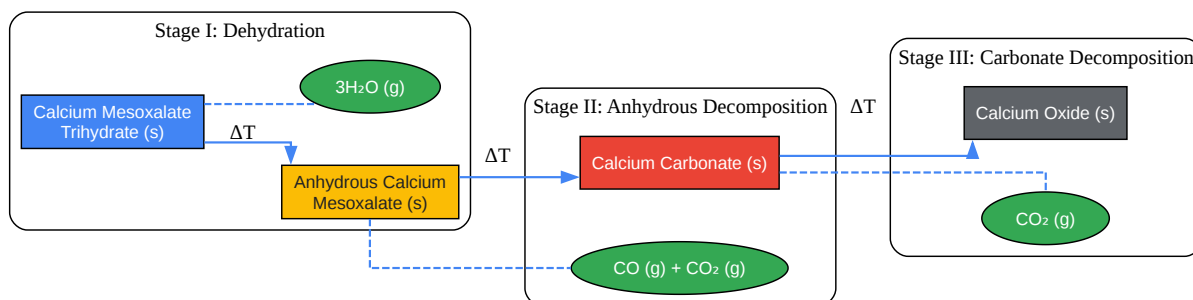 Stage I: Dehydration
3H₂O (g)
Calcium Mesoxalate
Trihydrate (s)
ΔT
Anhydrous Calcium
Mesoxalate (s)
ΔT
Stage II: Anhydrous Decomposition
Calcium Carbonate (s)
CO (g) + CO₂ (g)
ΔT
Stage III: Carbonate Decomposition
Calcium Oxide (s)
CO₂ (g)